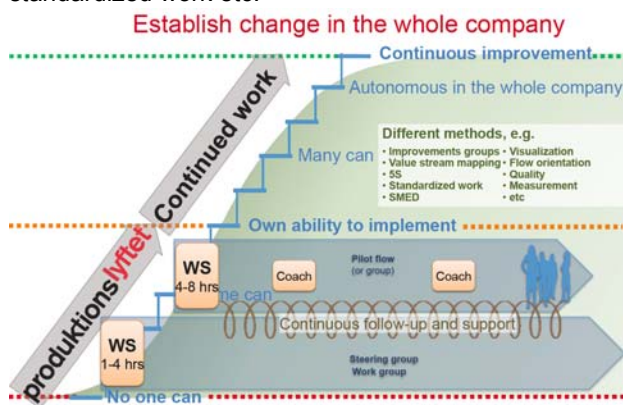 Establish change in the whole company
Continuous improvement
Autonomous in the whole company
Different methods, e.g.
• Improvements groups
• Value stream mapping
• 5S
• Standardized work
• SMED
• Visualization
• Flow orientation
• Quality
• Measurement
• etc
Many can
Continued work
Own ability to implement
produktionslyftet
WS
4-8 hrs
Pilot flow
(or group)
Coach
Coach
ne can
Continuous follow-up and support
WS
1-4 hrs
Steering group
Work group
No one can